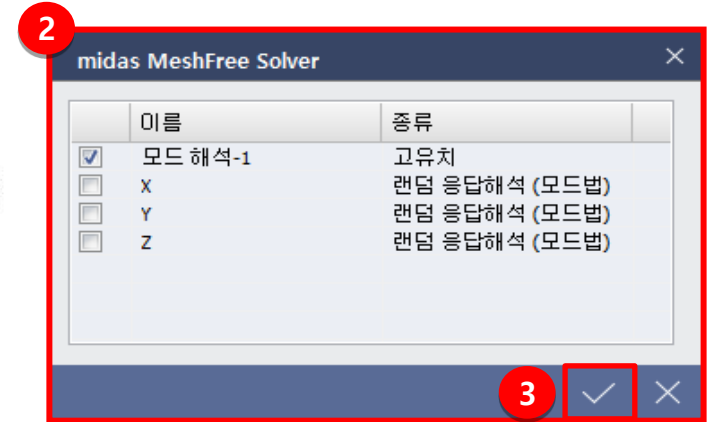 2
midas MeshFree Solver
이름 종류
모드 해석-1 고유치
X 랜덤 응답해석 (모드법)
Y 랜덤 응답해석 (모드법)
Z 랜덤 응답해석 (모드법)
3